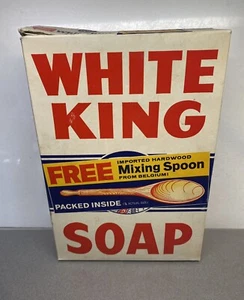 WHITE
KING
FREE
IMPORTED HARDWOOD
Mixing Spoon
FROM BELGIUM!
PACKED INSIDE
SOAP